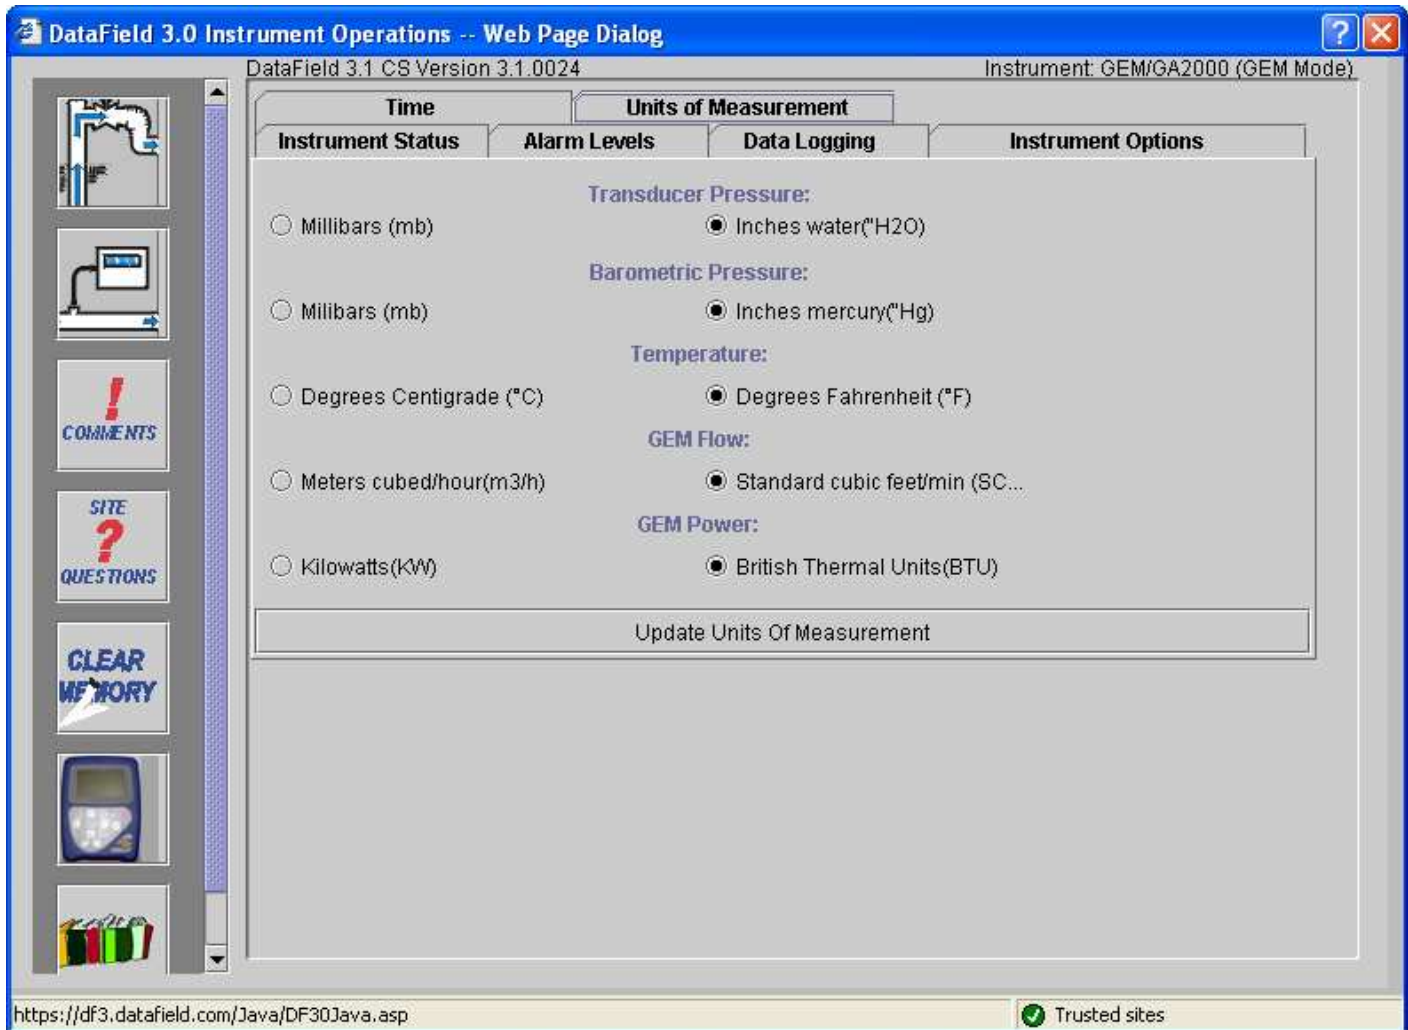 DataField 3.0 Instrument Operations -- Web Page Dialog
DataField 3.1 CS Version 3.1.0024 Instrument: GEM/GA2000 (GEM Mode)
Time Units of Measurement
Instrument Status Alarm Levels Data Logging Instrument Options
Transducer Pressure:
Millibars (mb) Inches water("H2O)
Barometric Pressure:
Milibars (mb) Inches mercury("Hg)
Temperature:
Degrees Centigrade (°C) Degrees Fahrenheit (°F)
GEM Flow:
Meters cubed/hour(m3/h) Standard cubic feet/min (SC...
GEM Power:
Kilowatts(KW) British Thermal Units(BTU)
Update Units Of Measurement
!
COMMENTS
SITE
?
QUESTIONS
CLEAR
MEMORY
https://df3.datafield.com/Java/DF30Java.asp Trusted sites